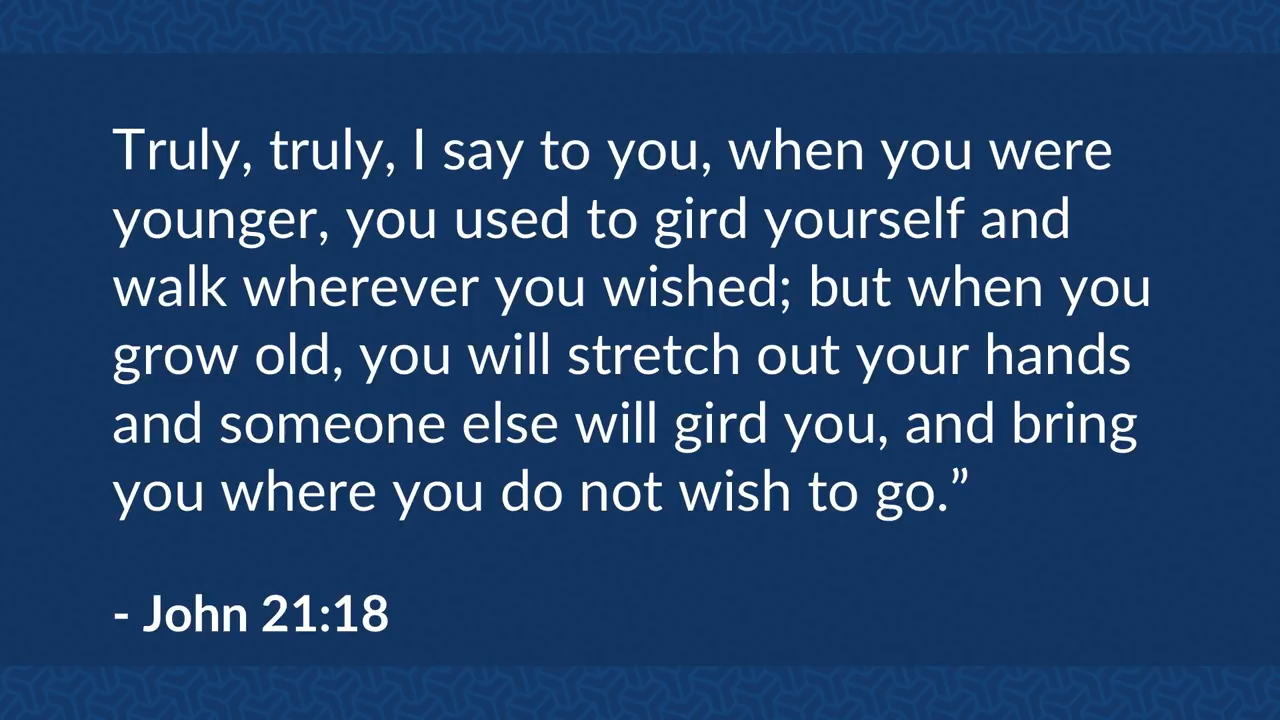 Truly, truly, I say to you, when you were
younger, you used to gird yourself and
walk wherever you wished; but when you
grow old, you will stretch out your hands
and someone else will gird you, and bring
you where you do not wish to go.”
- John 21:18